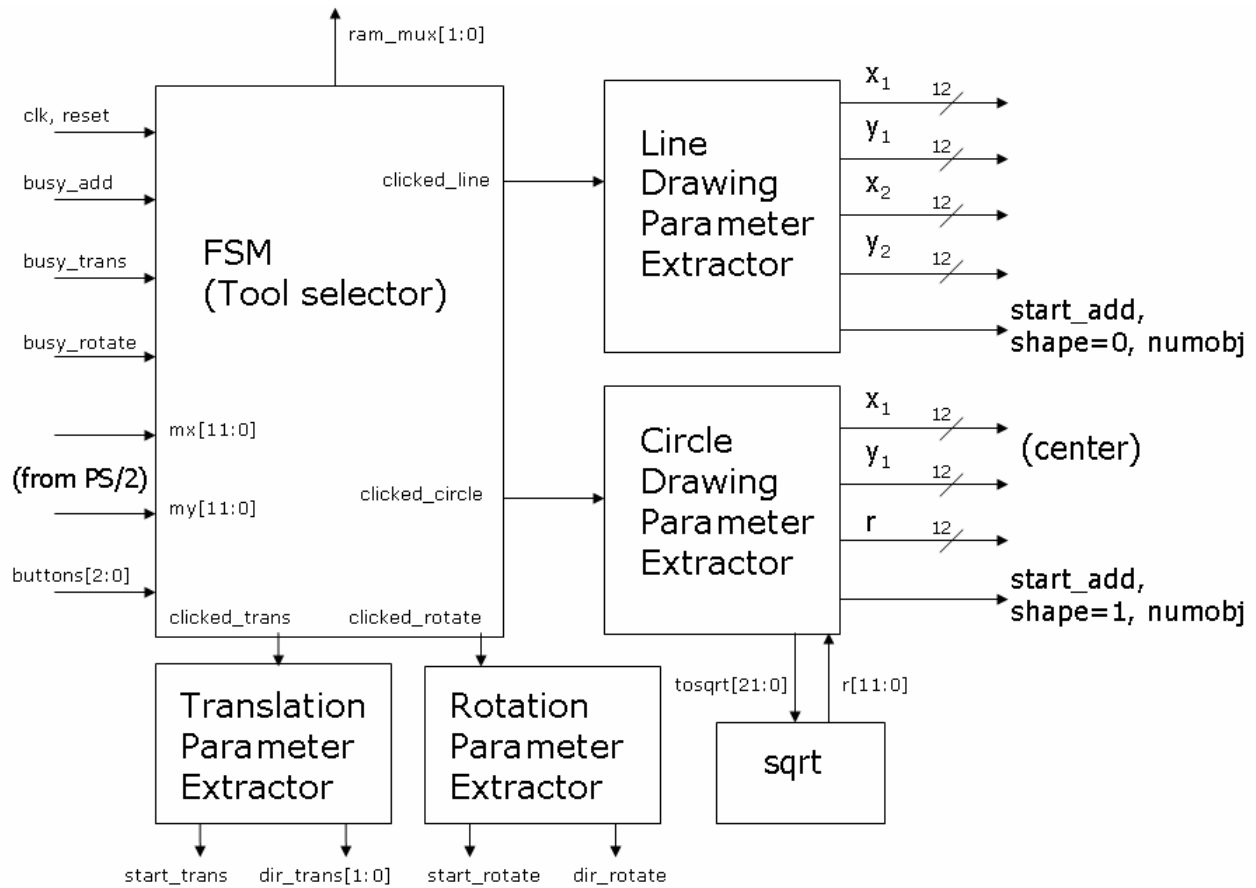 ram_mux[1:0]
clk, reset
busy_add
busy_trans
busy_rotate
mx[11:0]
(from PS/2)
my[11:0]
buttons[2:0]
FSM
(Tool selector)
clicked_line
clicked_circle
clicked_trans
clicked_rotate
Line
Drawing
Parameter
Extractor
x1
12
y1
12
x2
12
y2
12
start_add,
shape=0, numobj
Circle
Drawing
Parameter
Extractor
x1
12
y1
12
(center)
r
12
start_add,
shape=1, numobj
tosqrt[21:0]
r[11:0]
sqrt
Translation
Parameter
Extractor
Rotation
Parameter
Extractor
start_trans
dir_trans[1:0]
start_rotate
dir_rotate